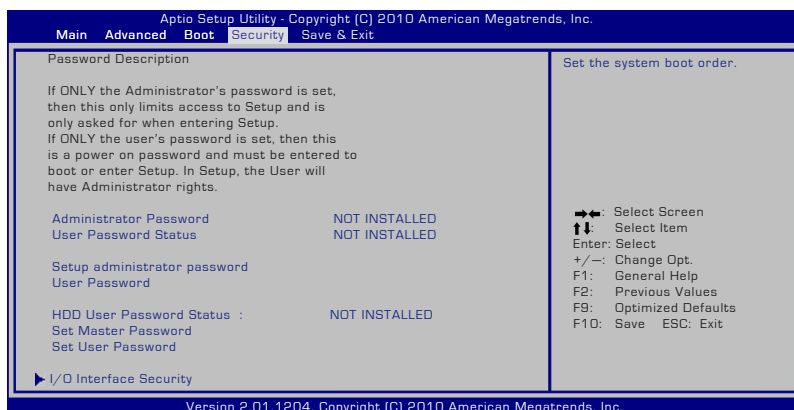 Aptio Setup Utility - Copyright (C) 2010 American Megatrends, Inc.
Main Advanced Boot Security Save & Exit
Password Description
If ONLY the Administrator's password is set,
then this only limits access to Setup and is
only asked for when entering Setup.
If ONLY the user's password is set, then this
is a power on password and must be entered to
boot or enter Setup. In Setup, the User will
have Administrator rights.
Administrator Password NOT INSTALLED
User Password Status NOT INSTALLED
Setup administrator password
User Password
HDD User Password Status : NOT INSTALLED
Set Master Password
Set User Password
I/O Interface Security
Set the system boot order.
→←: Select Screen
↑↓: Select Item
Enter: Select
+/—: Change Opt.
F1: General Help
F2: Previous Values
F9: Optimized Defaults
F10: Save ESC: Exit
Version 2.01.1204. Copyright (C) 2010 American Megatrends, Inc.